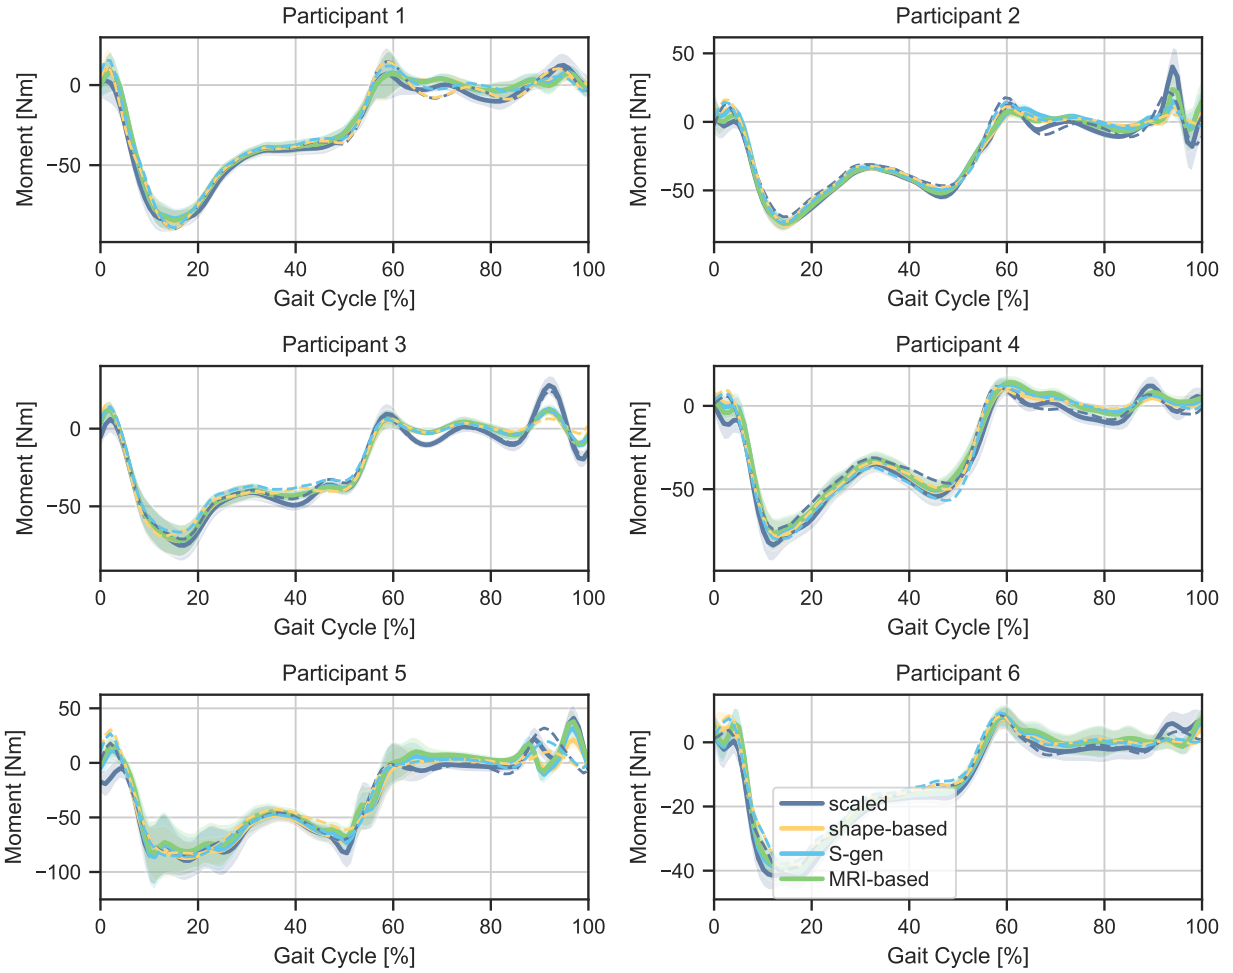 Participant 1
Participant 2
Moment [Nm]
0
−50
0
20
40
60
80
100
Gait Cycle [%]
Moment [Nm]
50
0
−50
0
20
40
60
80
100
Gait Cycle [%]
Participant 3
Participant 4
Moment [Nm]
0
−50
0
20
40
60
80
100
Gait Cycle [%]
Moment [Nm]
0
−50
0
20
40
60
80
100
Gait Cycle [%]
Participant 5
Participant 6
Moment [Nm]
50
0
−50
−100
0
20
40
60
80
100
Gait Cycle [%]
Moment [Nm]
0
−20
−40
scaled
shape-based
S-gen
MRI-based
0
20
40
60
80
100
Gait Cycle [%]